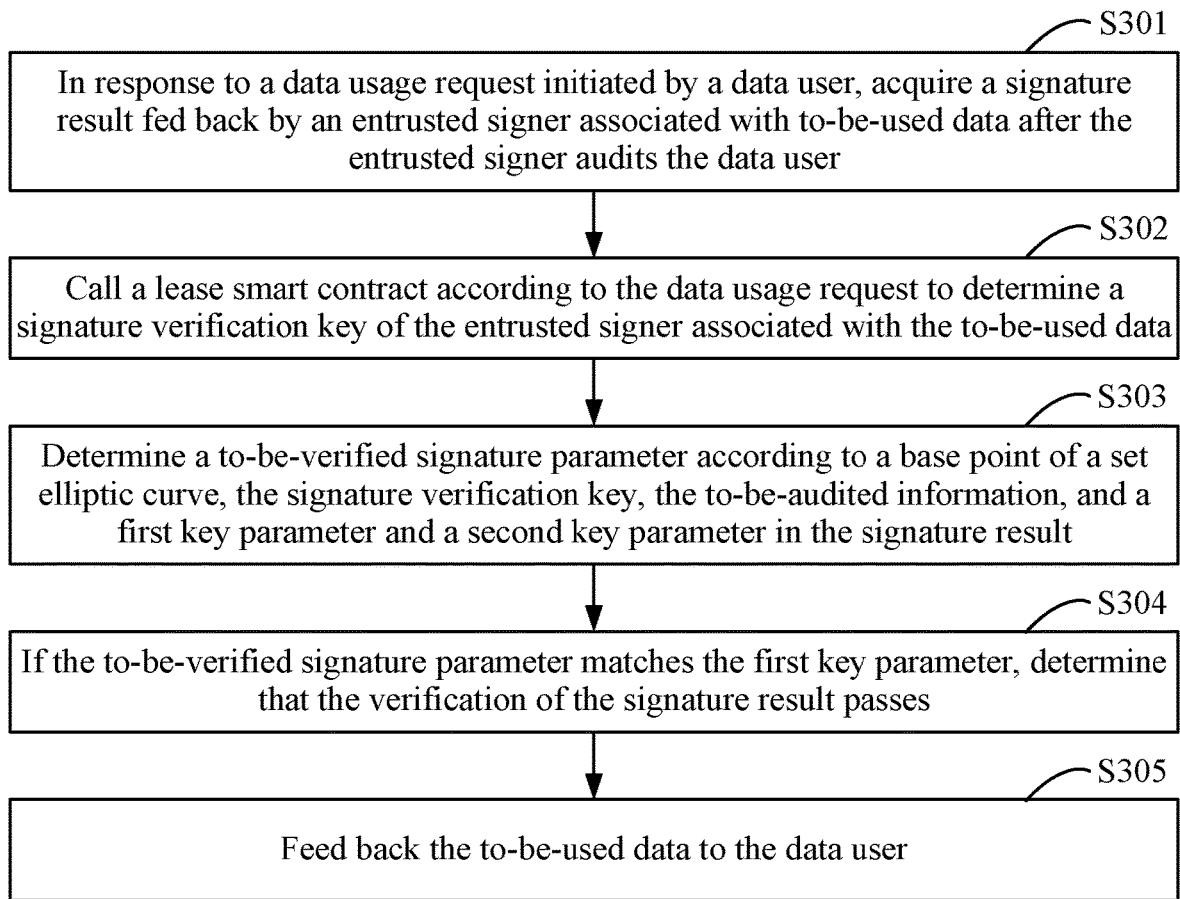 S301
In response to a data usage request initiated by a data user, acquire a signature
result fed back by an entrusted signer associated with to-be-used data after the
entrusted signer audits the data user
S302
Call a lease smart contract according to the data usage request to determine a
signature verification key of the entrusted signer associated with the to-be-used data
S303
Determine a to-be-verified signature parameter according to a base point of a set
elliptic curve, the signature verification key, the to-be-audited information, and a
first key parameter and a second key parameter in the signature result
S304
If the to-be-verified signature parameter matches the first key parameter, determine
that the verification of the signature result passes
S305
Feed back the to-be-used data to the data user